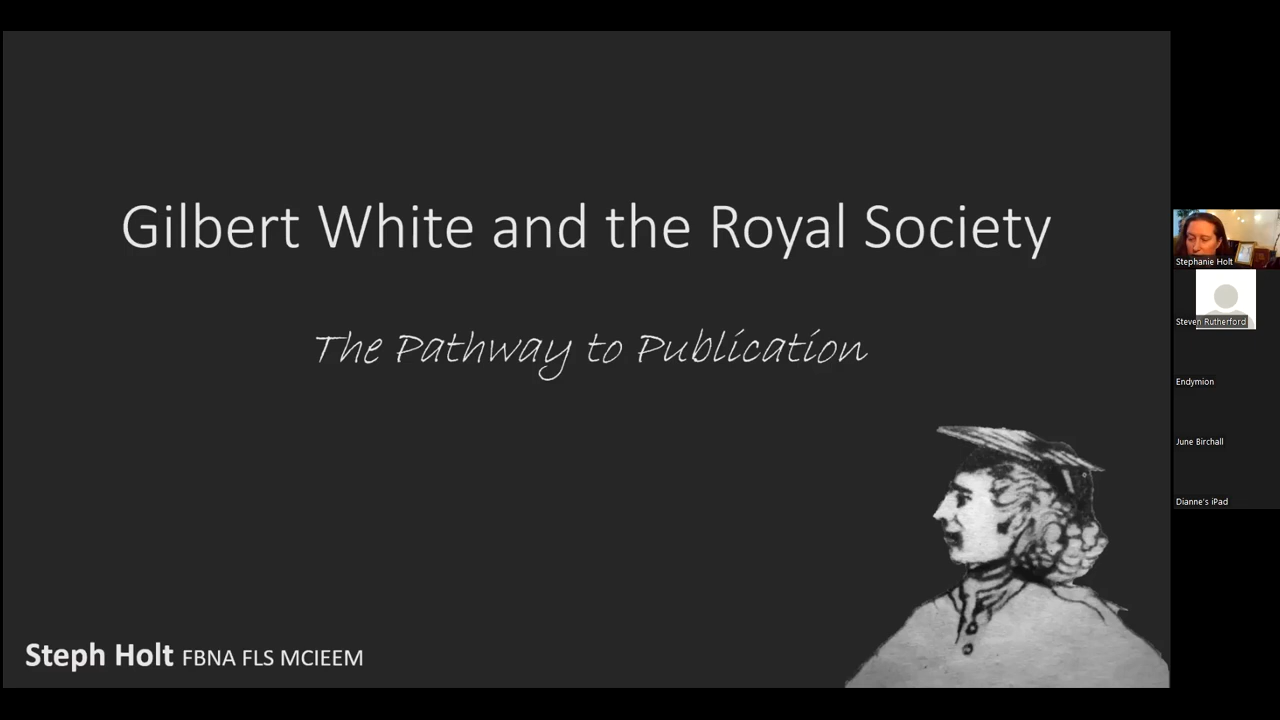 Gilbert White and the Royal Society
The Pathway to Publication
Steph Holt FBNA FLS MCIEEM
Stephanie Holt
Steven Rutherford
Endymion
June Birchall
Dianne's iPad